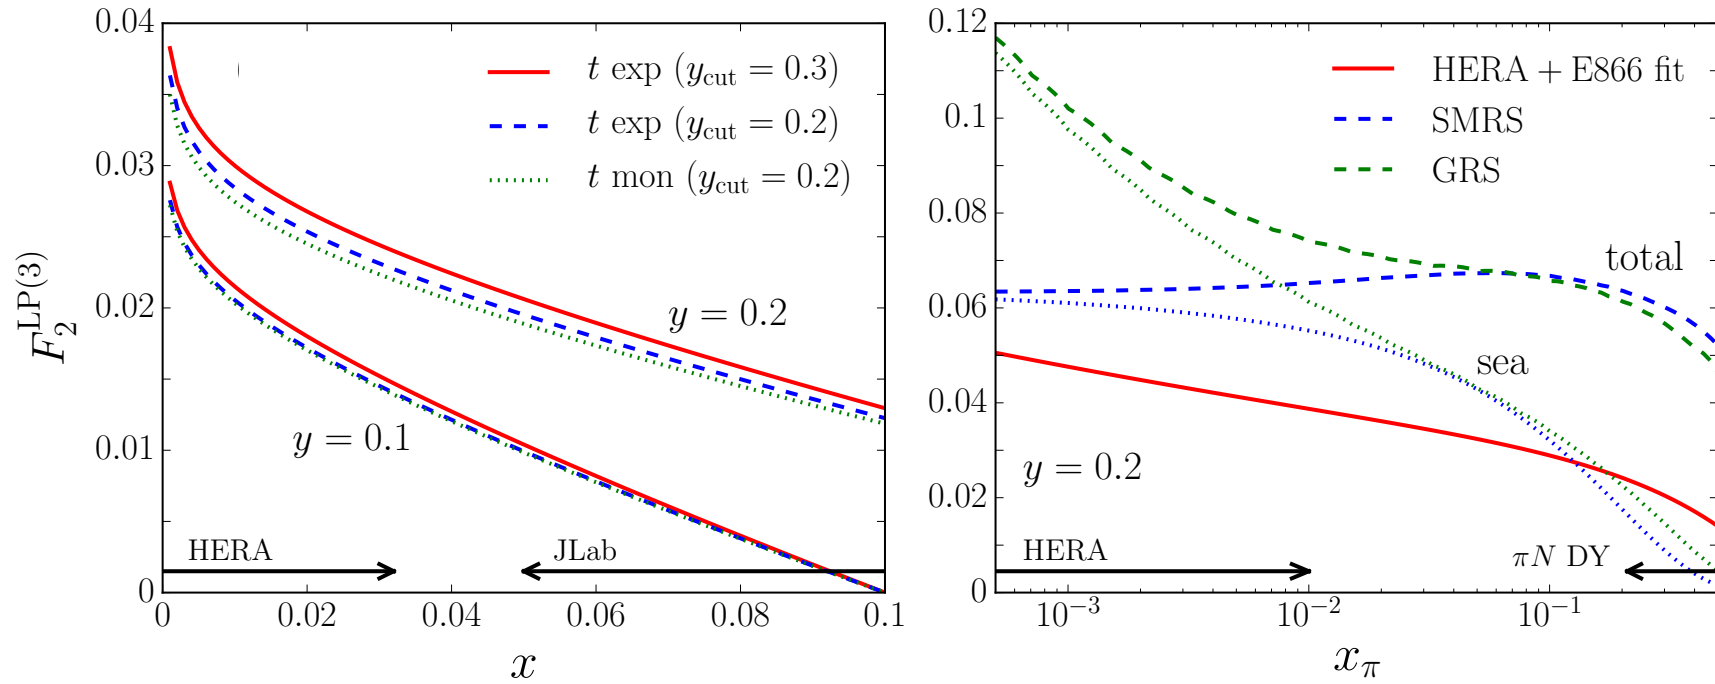 F₂^LP(3)
0.04
0.03
0.02
0.01
0
t exp (y_cut = 0.3)
t exp (y_cut = 0.2)
t mon (y_cut = 0.2)
y = 0.2
y = 0.1
HERA
JLab
0 0.02 0.04 0.06 0.08 0.1
x
0.12
0.1
0.08
0.06
0.04
0.02
0
HERA + E866 fit
SMRS
GRS
total
sea
y = 0.2
HERA
πN DY
10⁻³ 10⁻² 10⁻¹
x_π